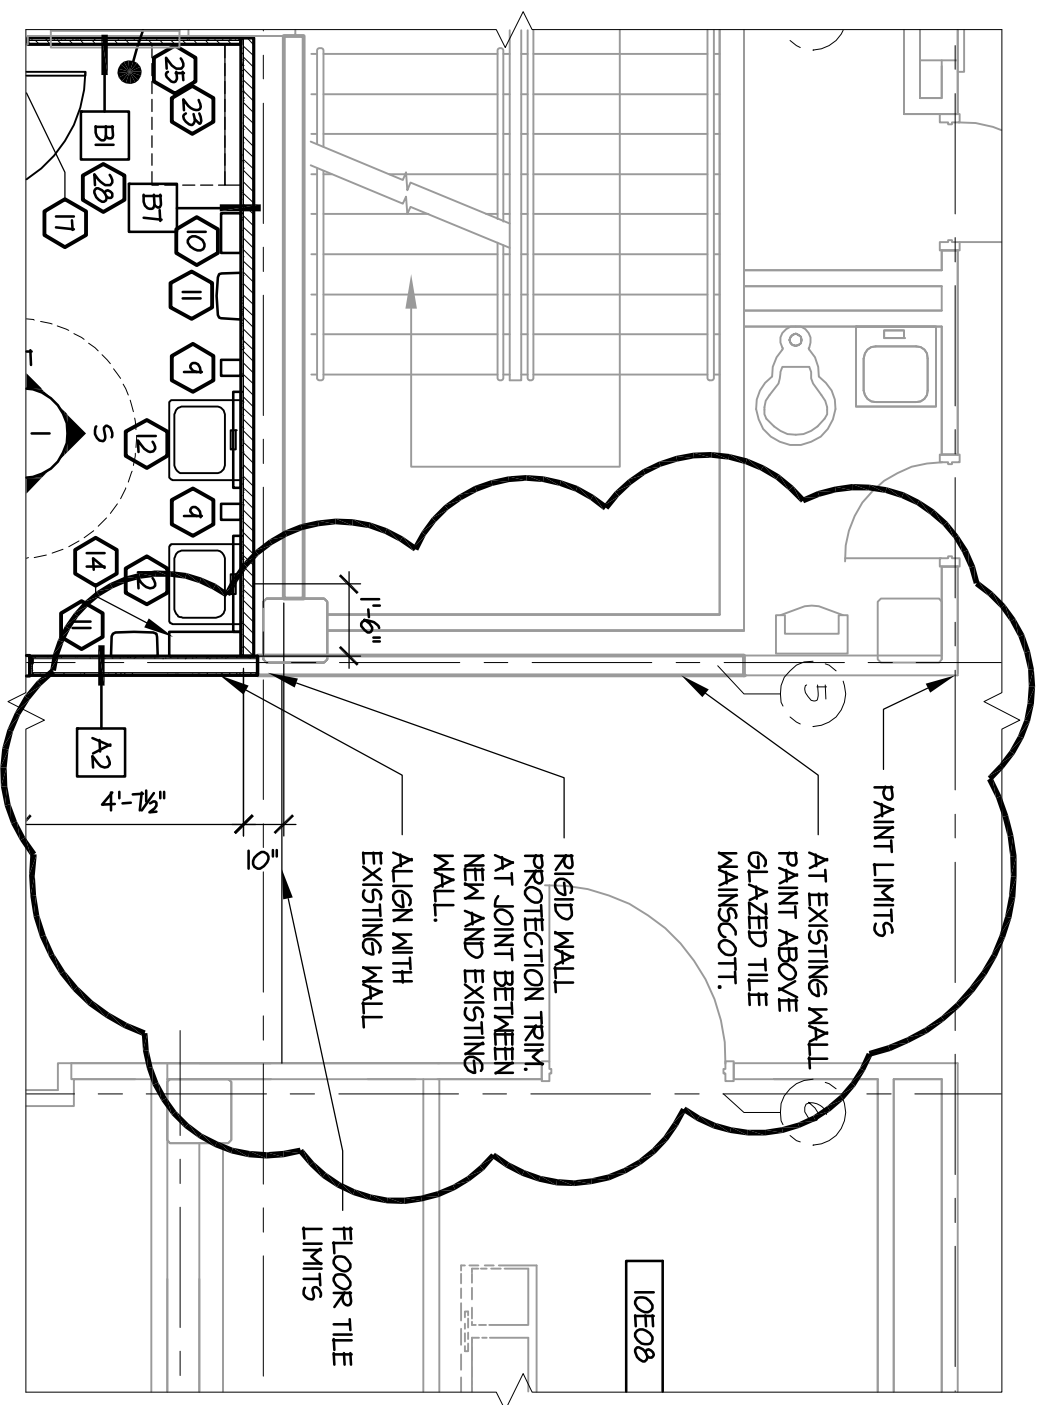 25
23
B1
28
B7
17
10
11
9
1
S
12
9
14
12
11
1'-6"
5
A2
4'-7½"
10"
PAINT LIMITS
AT EXISTING WALL
PAINT ABOVE
GLAZED TILE
WAINSCOTT.
RIGID WALL
PROTECTION TRIM.
AT JOINT BETWEEN
NEW AND EXISTING
WALL.
ALIGN WITH
EXISTING WALL
FLOOR TILE
LIMITS
10E08